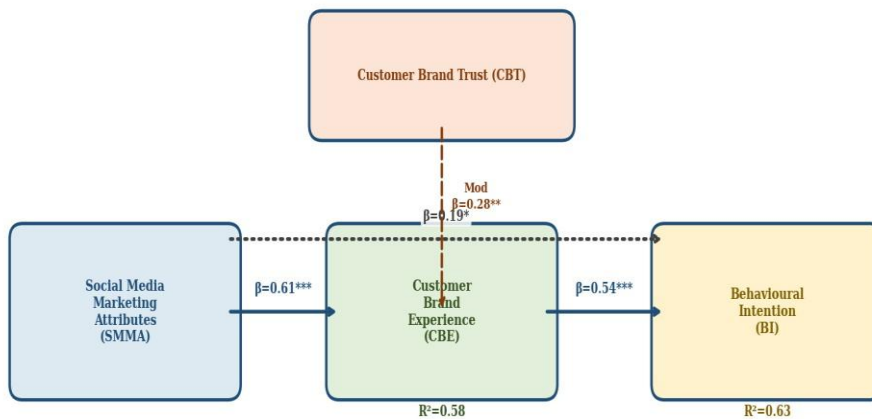 Customer Brand Trust (CBT)
Mod
β=0.28**
β=0.19*
Social Media
Marketing
Attributes
(SMMA)
β=0.61***
Customer
Brand
Experience
(CBE)
β=0.54***
Behavioural
Intention
(BI)
R²=0.58
R²=0.63